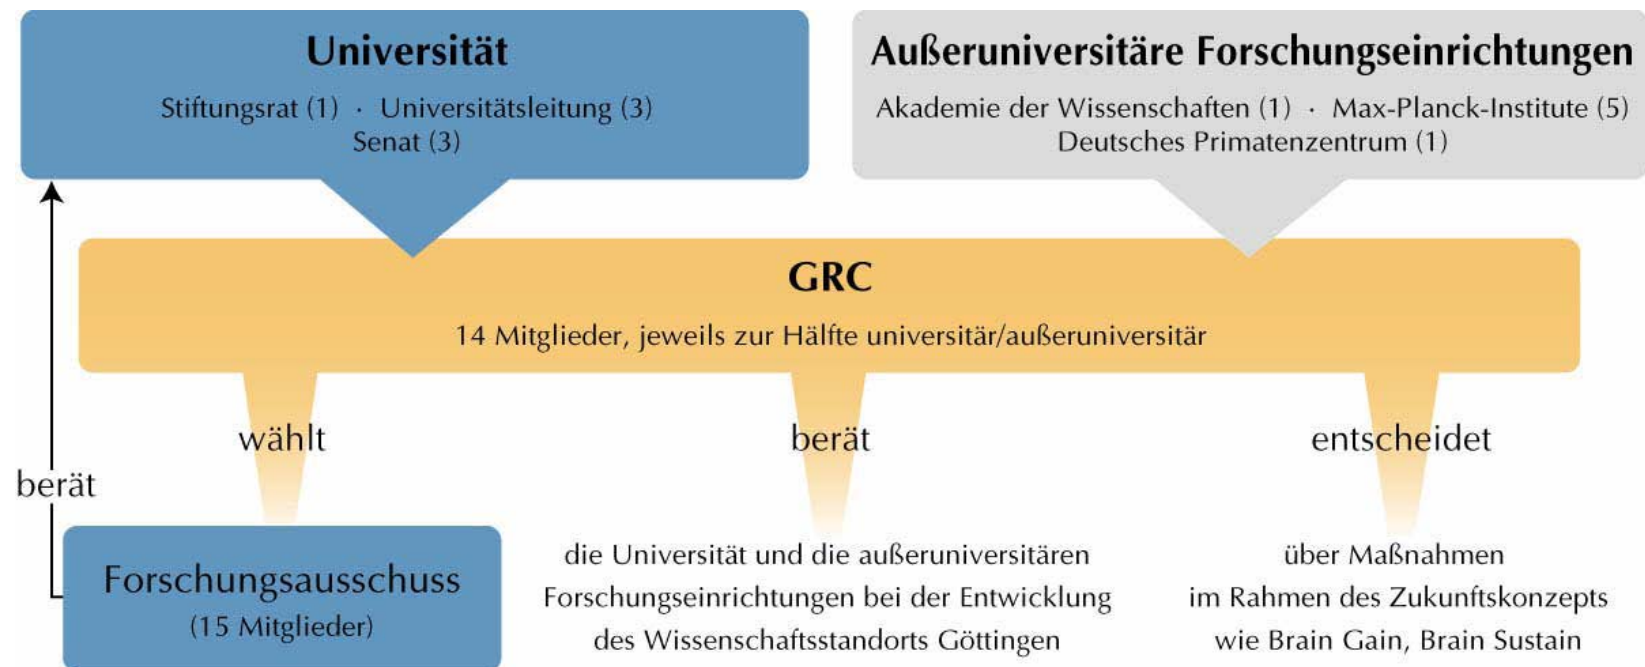 Universität
Stiftungsrat (1) · Universitätsleitung (3)
Senat (3)
Außeruniversitäre Forschungseinrichtungen
Akademie der Wissenschaften (1) · Max-Planck-Institute (5)
Deutsches Primatenzentrum (1)
GRC
14 Mitglieder, jeweils zur Hälfte universitär/außeruniversitär
wählt
berät
entscheidet
berät
Forschungsausschuss
(15 Mitglieder)
die Universität und die außeruniversitären
Forschungseinrichtungen bei der Entwicklung
des Wissenschaftsstandorts Göttingen
über Maßnahmen
im Rahmen des Zukunftskonzepts
wie Brain Gain, Brain Sustain